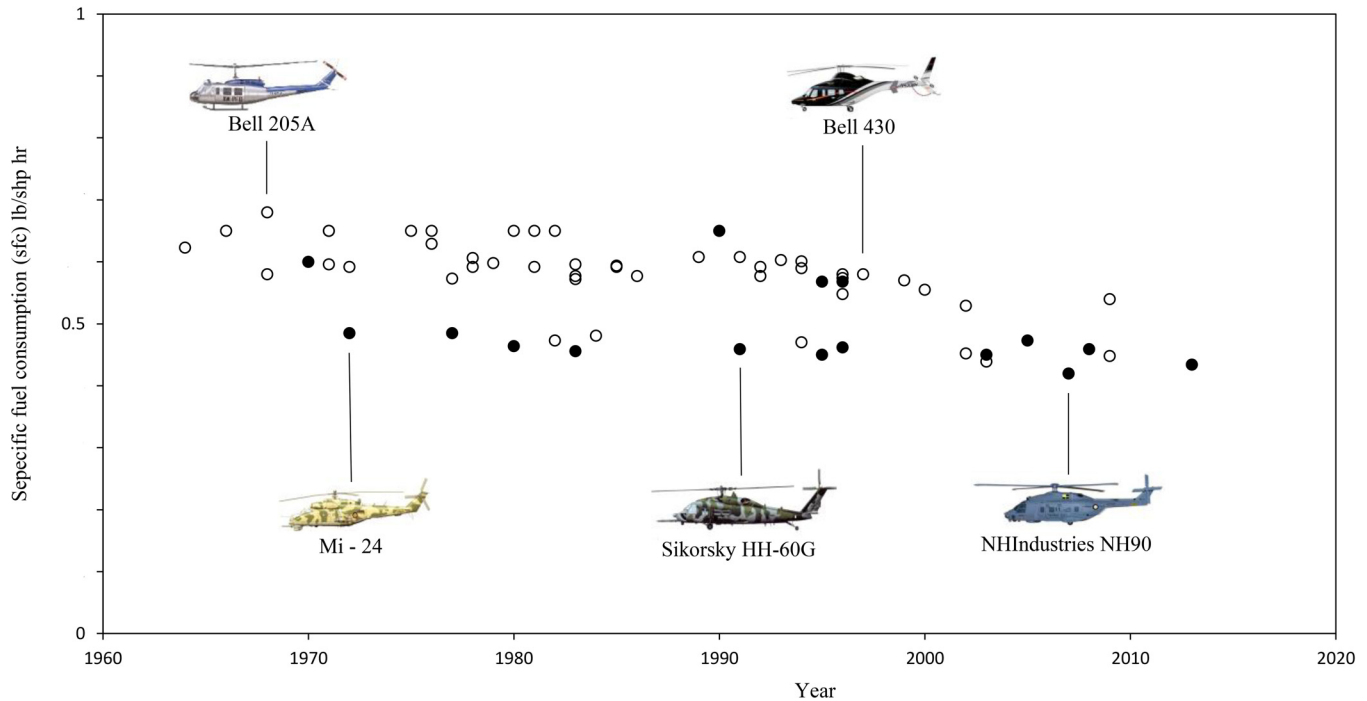 1
Bell 205A
Bell 430
Sepecific fuel consumption (sfc) lb/shp hr
0.5
Mi - 24
Sikorsky HH-60G
NHIndustries NH90
0
1960 1970 1980 1990 2000 2010 2020
Year